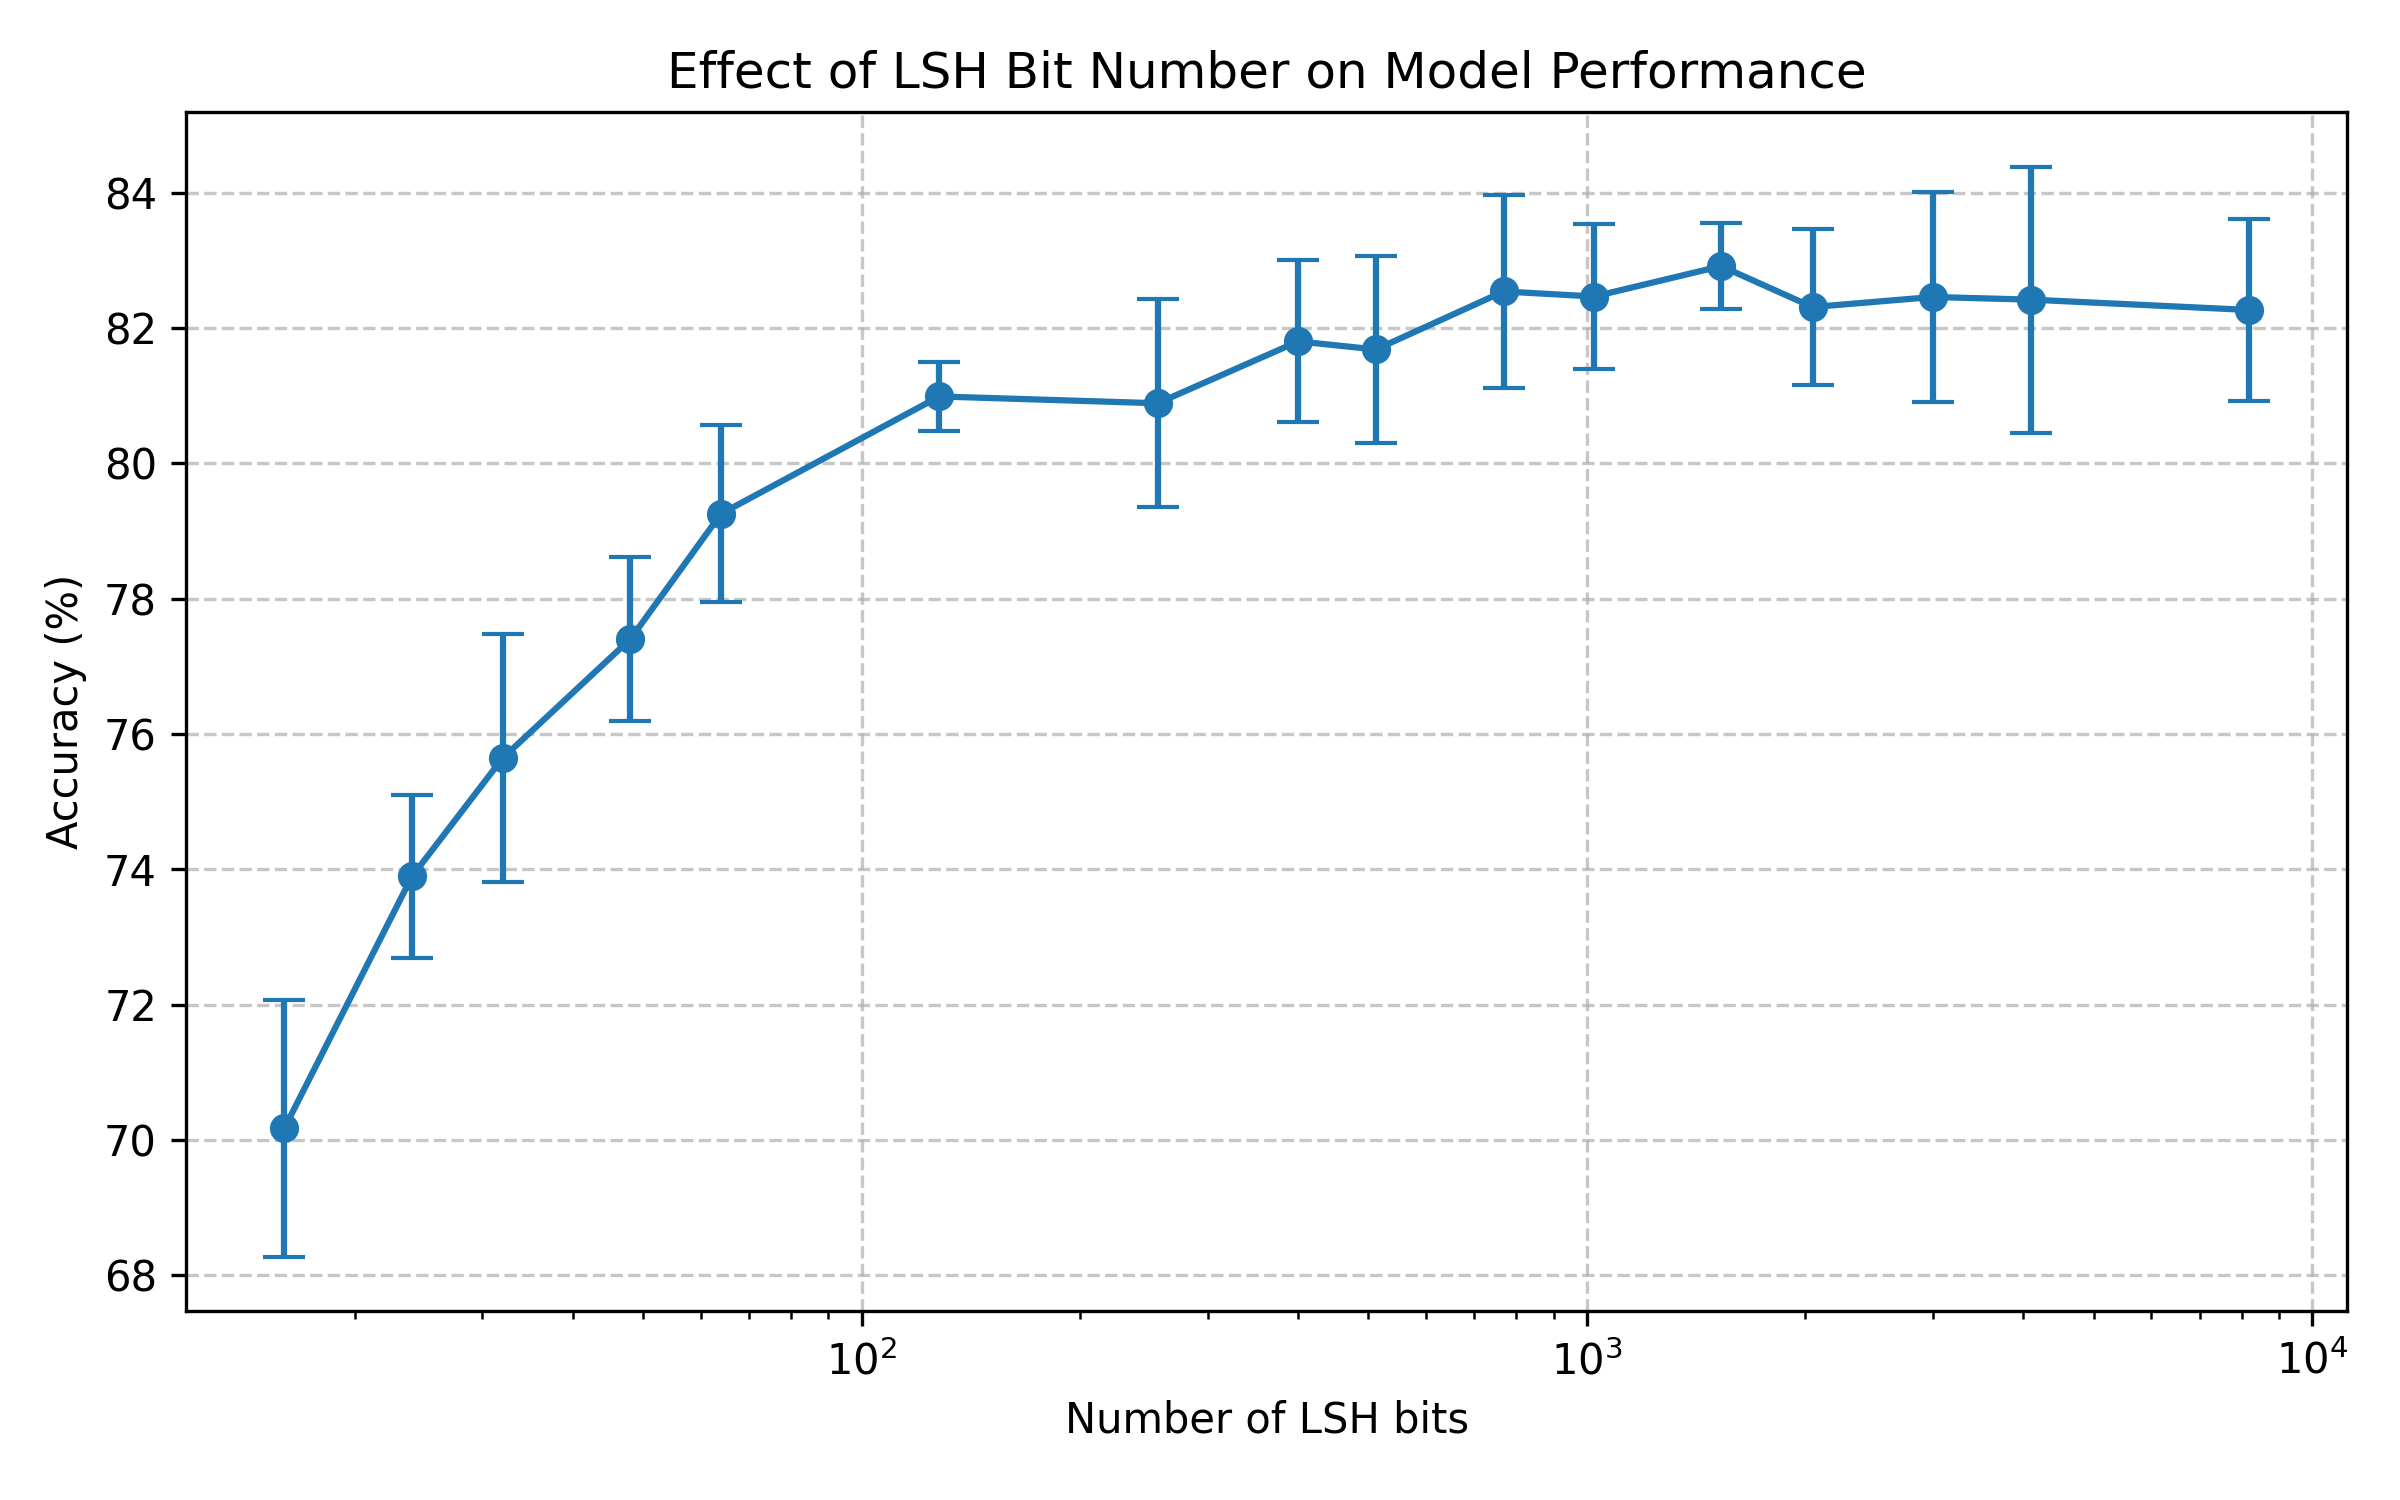 Effect of LSH Bit Number on Model Performance
84
82
80
78
76
74
72
70
68
Accuracy (%)
10² 10³ 10⁴
Number of LSH bits